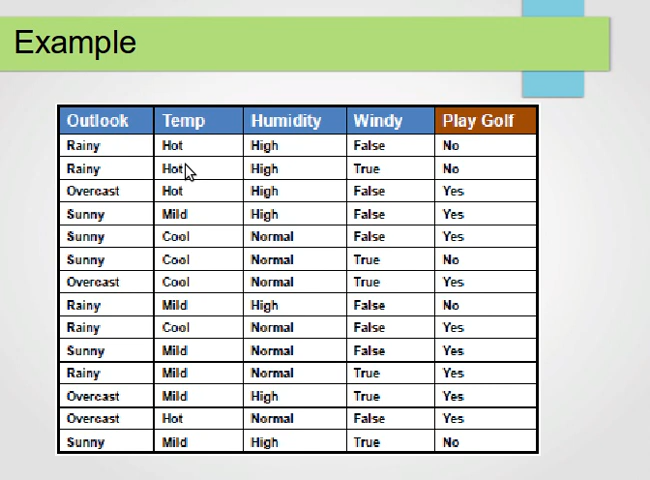 Example
Outlook Temp Humidity Windy Play Golf
Rainy Hot High False No
Rainy Hot High True No
Overcast Hot High False Yes
Sunny Mild High False Yes
Sunny Cool Normal False Yes
Sunny Cool Normal True No
Overcast Cool Normal True Yes
Rainy Mild High False No
Rainy Cool Normal False Yes
Sunny Mild Normal False Yes
Rainy Mild Normal True Yes
Overcast Mild High True Yes
Overcast Hot Normal False Yes
Sunny Mild High True No